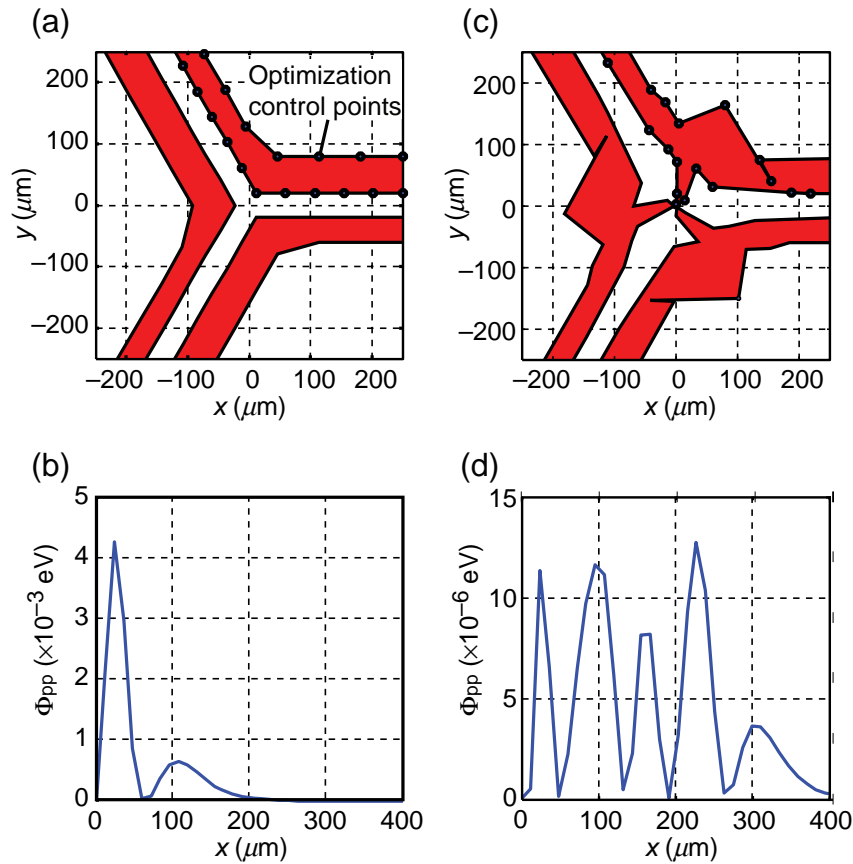 (a)
200
100
0
−100
−200
y (μm)
Optimization
control points
−200 −100 0 100 200
x (μm)
(c)
200
100
0
−100
−200
y (μm)
−200 −100 0 100 200
x (μm)
(b)
5
4
3
2
1
0
Φpp (×10⁻³ eV)
0 100 200 300 400
x (μm)
(d)
15
10
5
0
Φpp (×10⁻⁶ eV)
0 100 200 300 400
x (μm)